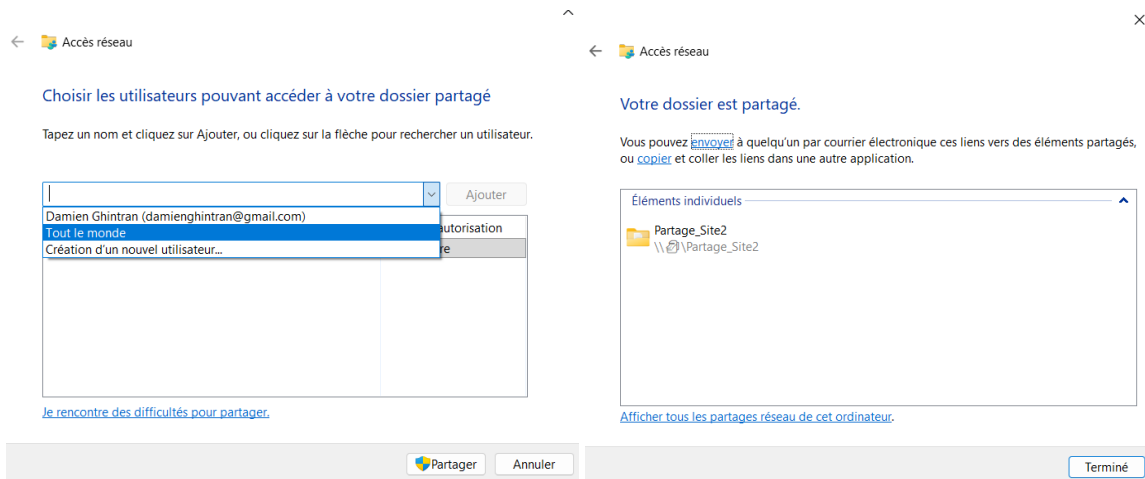 Accès réseau
Choisir les utilisateurs pouvant accéder à votre dossier partagé
Tapez un nom et cliquez sur Ajouter, ou cliquez sur la flèche pour rechercher un utilisateur.
Ajouter
Damien Ghintran (damienghintran@gmail.com)
Tout le monde
Création d'un nouvel utilisateur...
autorisation
re
Je rencontre des difficultés pour partager.
Partager
Annuler
Accès réseau
Votre dossier est partagé.
Vous pouvez envoyer à quelqu'un par courrier électronique ces liens vers des éléments partagés,
ou copier et coller les liens dans une autre application.
Éléments individuels
Partage_Site2
\Partage_Site2
Afficher tous les partages réseau de cet ordinateur.
Terminé